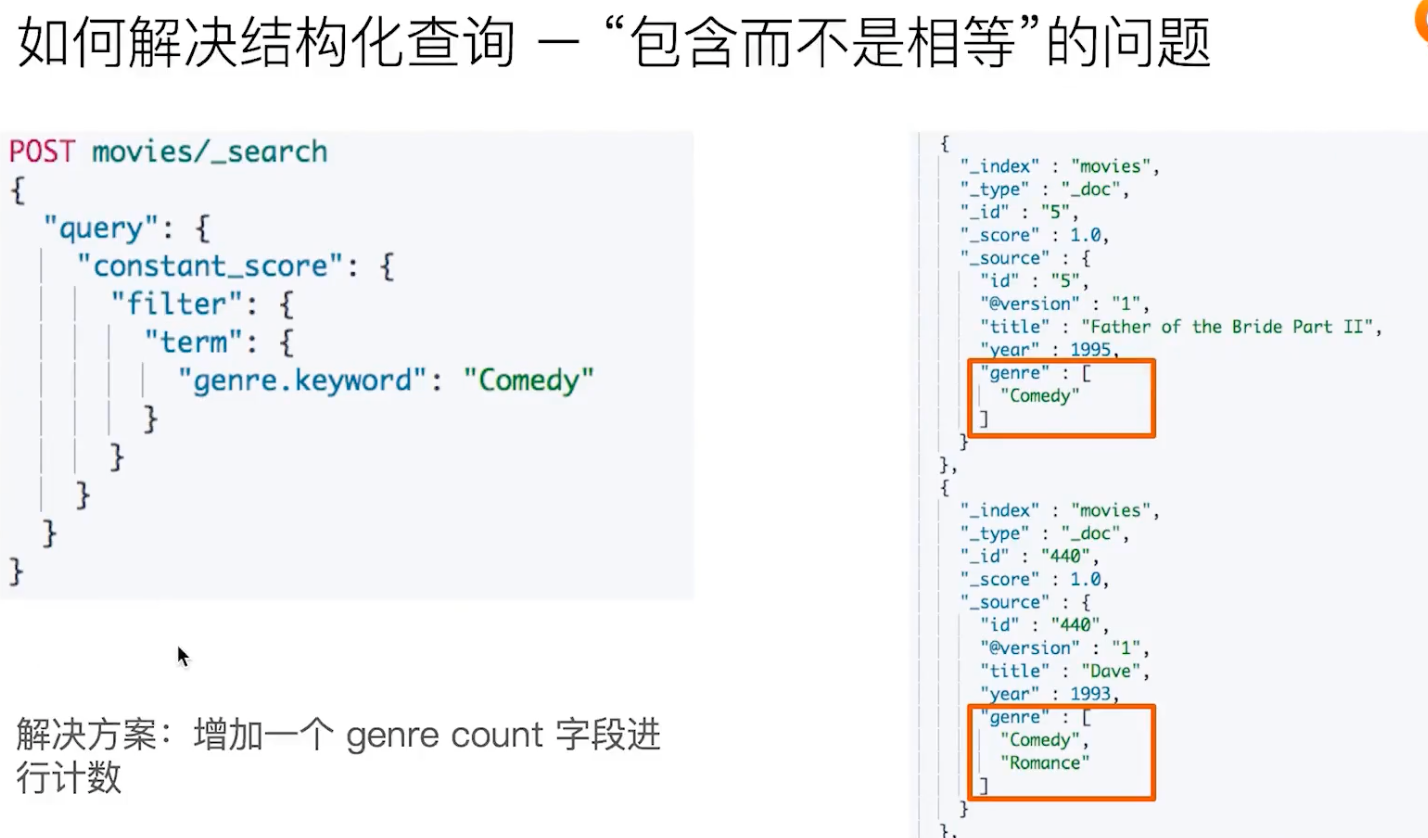 如何解决结构化查询 — “包含而不是相等”的问题
POST movies/_search
{
"query": {
"constant_score": {
"filter": {
"term": {
"genre.keyword": "Comedy"
}
}
}
}
}
解决方案：增加一个 genre count 字段进
行计数
{
"_index" : "movies",
"_type" : "_doc",
"_id" : "5",
"_score" : 1.0,
"_source" : {
"id" : "5",
"@version" : "1",
"title" : "Father of the Bride Part II",
"year" : 1995,
"genre" : [
"Comedy"
]
}
},
{
"_index" : "movies",
"_type" : "_doc",
"_id" : "440",
"_score" : 1.0,
"_source" : {
"id" : "440",
"@version" : "1",
"title" : "Dave",
"year" : 1993,
"genre" : [
"Comedy",
"Romance"
]
}
},